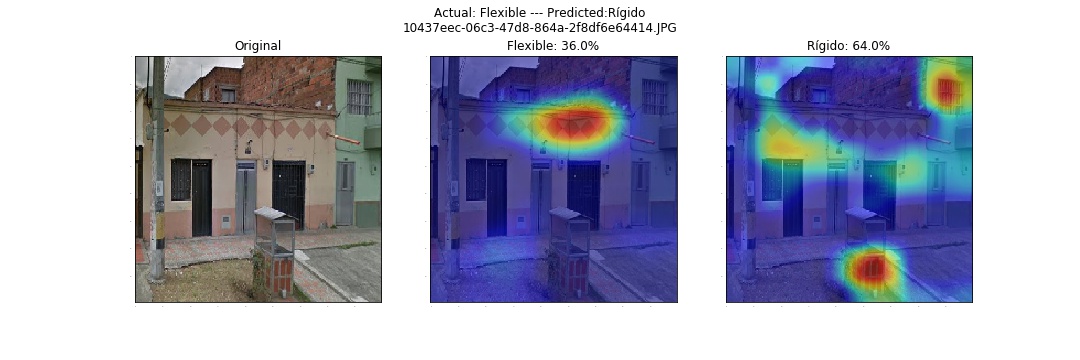 Actual: Flexible --- Predicted:Rígido
10437eec-06c3-47d8-864a-2f8df6e64414.JPG
Original
Flexible: 36.0%
Rígido: 64.0%